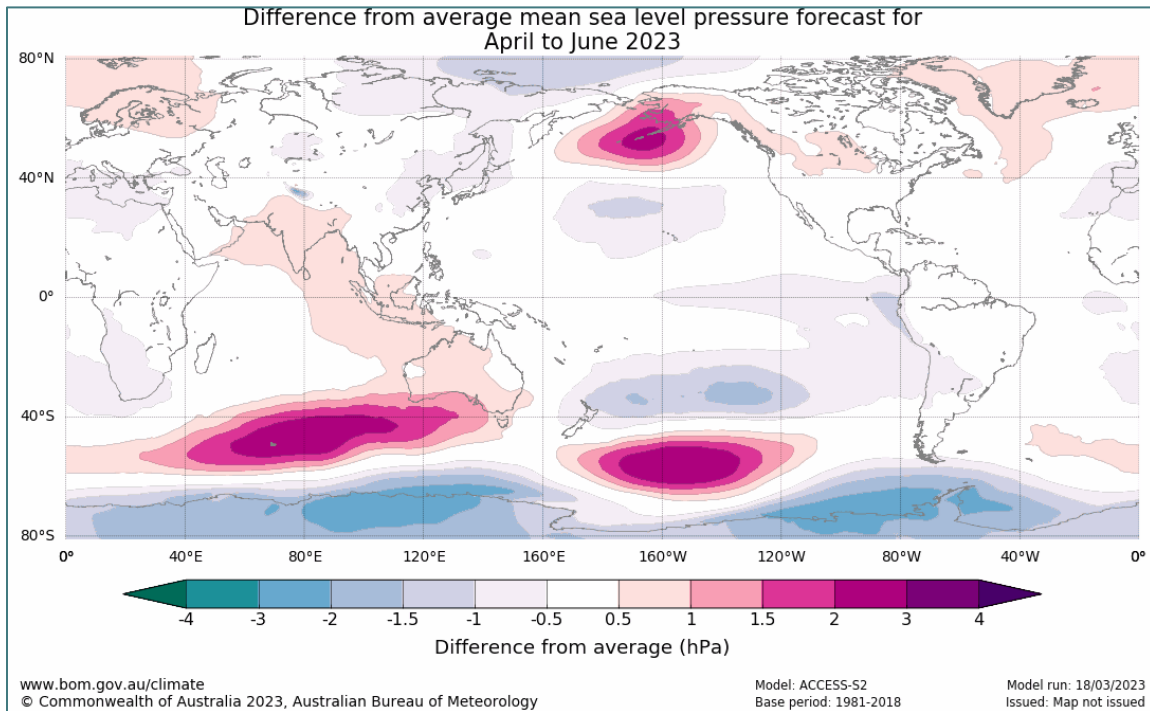 Difference from average mean sea level pressure forecast for
April to June 2023
80°N
40°N
0°
40°S
80°S
0° 40°E 80°E 120°E 160°E 160°W 120°W 80°W 40°W 0°
-4 -3 -2 -1.5 -1 -0.5 0.5 1 1.5 2 3 4
Difference from average (hPa)
www.bom.gov.au/climate
© Commonwealth of Australia 2023, Australian Bureau of Meteorology
Model: ACCESS-S2
Base period: 1981-2018
Model run: 18/03/2023
Issued: Map not issued